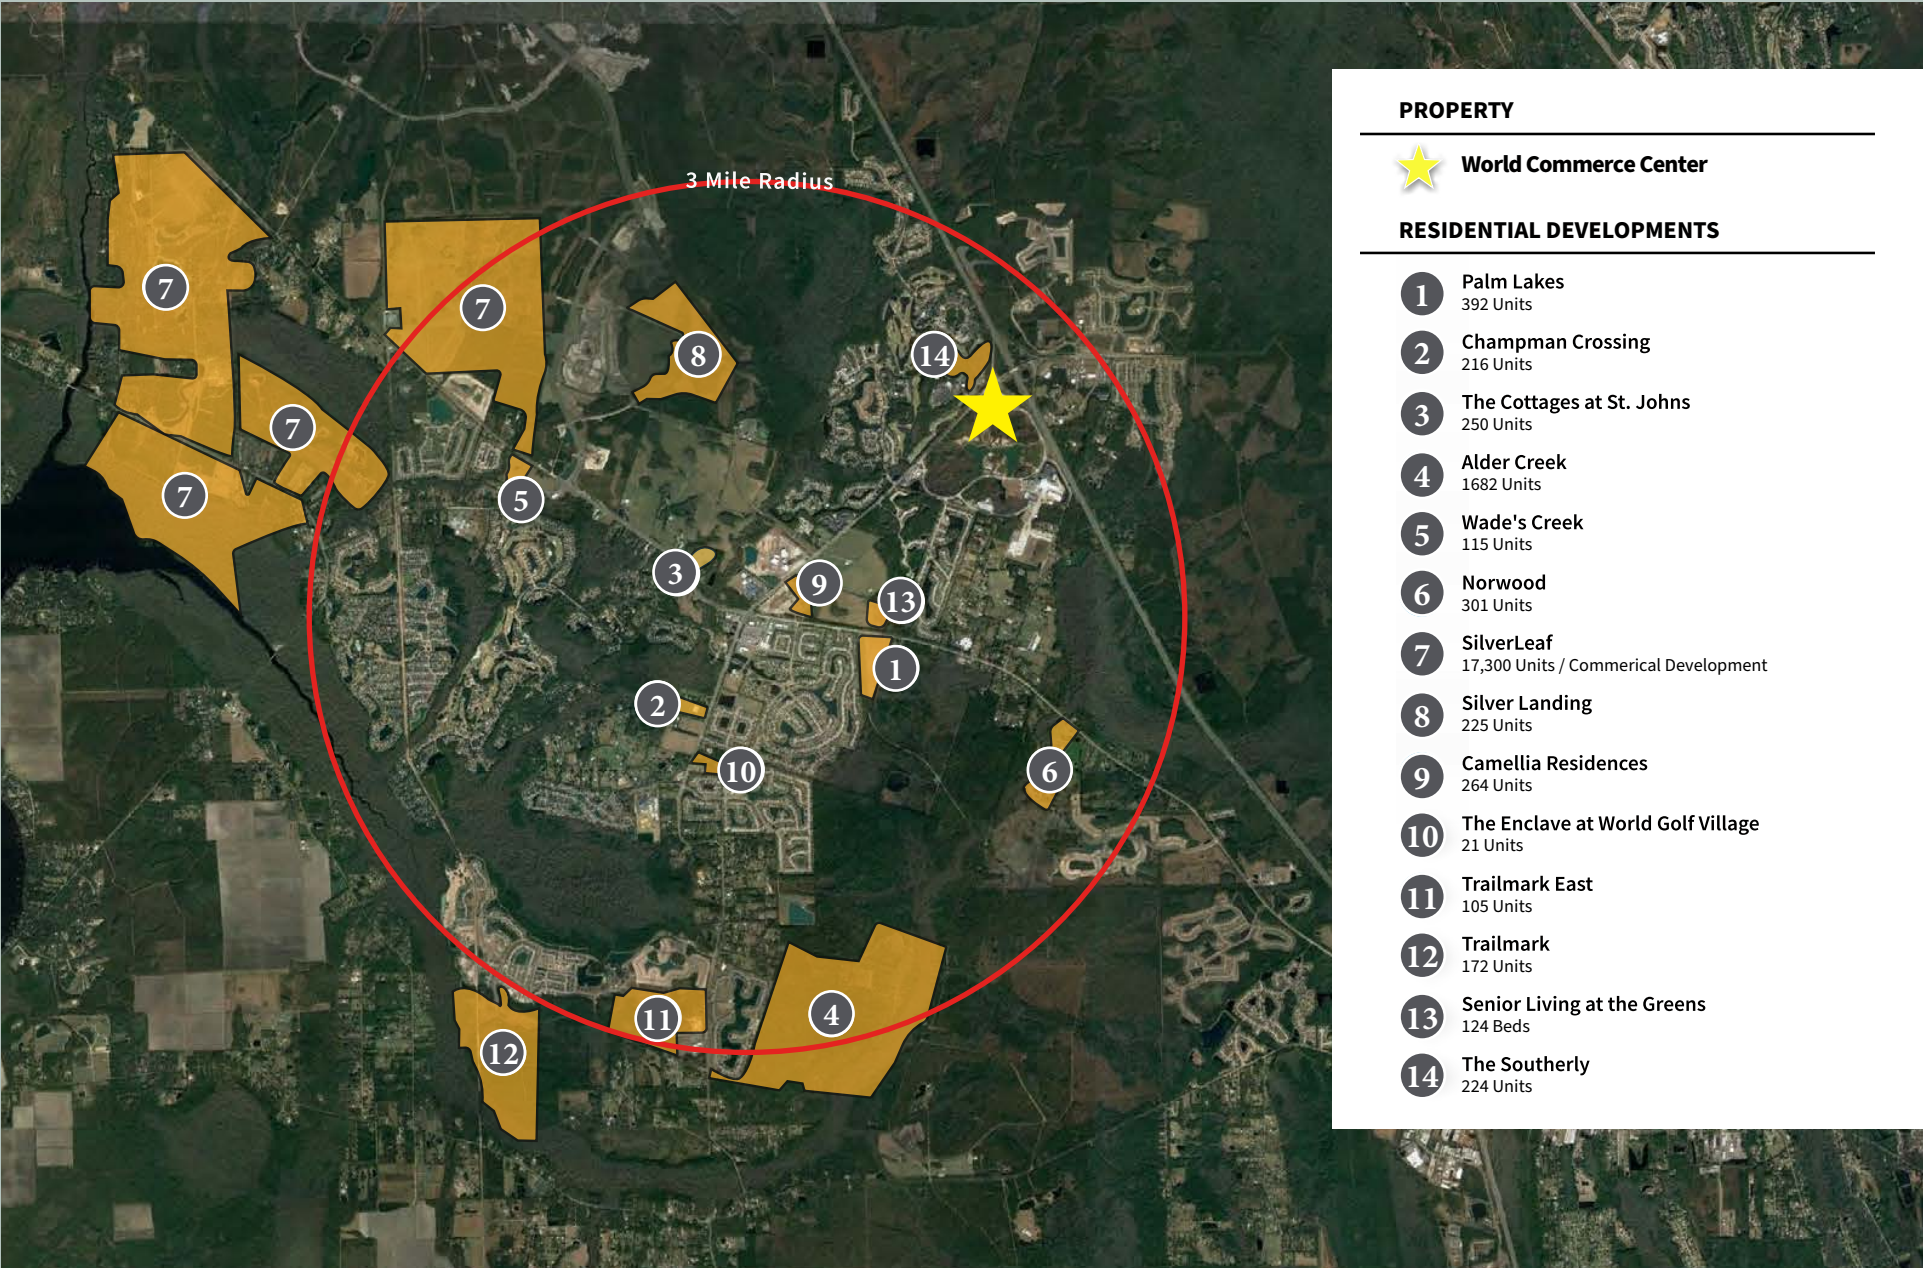 3 Mile Radius
7
7
8
14
7
7
5
3
9
13
1
2
10
6
11
4
12
PROPERTY
World Commerce Center
RESIDENTIAL DEVELOPMENTS
1
Palm Lakes
392 Units
2
Champman Crossing
216 Units
3
The Cottages at St. Johns
250 Units
4
Alder Creek
1682 Units
5
Wade's Creek
115 Units
6
Norwood
301 Units
7
SilverLeaf
17,300 Units / Commerical Development
8
Silver Landing
225 Units
9
Camellia Residences
264 Units
10
The Enclave at World Golf Village
21 Units
11
Trailmark East
105 Units
12
Trailmark
172 Units
13
Senior Living at the Greens
124 Beds
14
The Southerly
224 Units